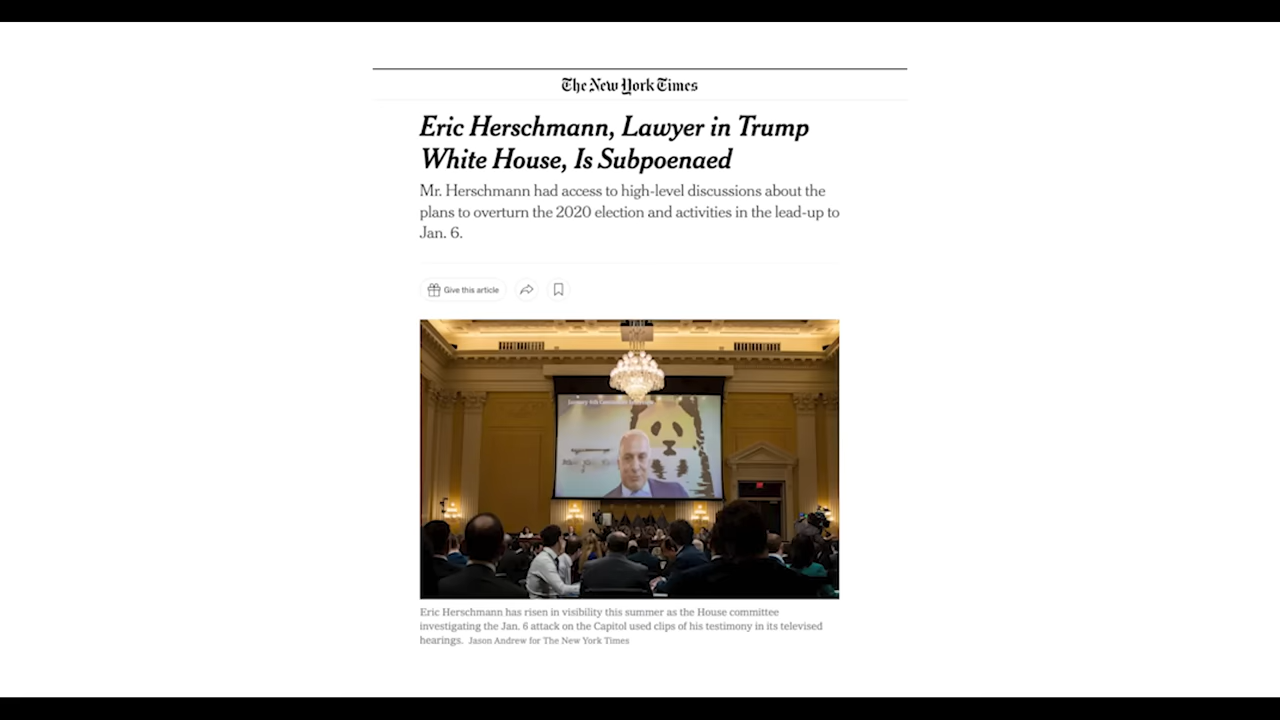 The New York Times
Eric Herschmann, Lawyer in Trump
White House, Is Subpoenaed
Mr. Herschmann had access to high-level discussions about the
plans to overturn the 2020 election and activities in the lead-up to
Jan. 6.
Give this article
Eric Herschmann has risen in visibility this summer as the House committee
investigating the Jan. 6 attack on the Capitol used clips of his testimony in its televised
hearings. Jason Andrew for The New York Times